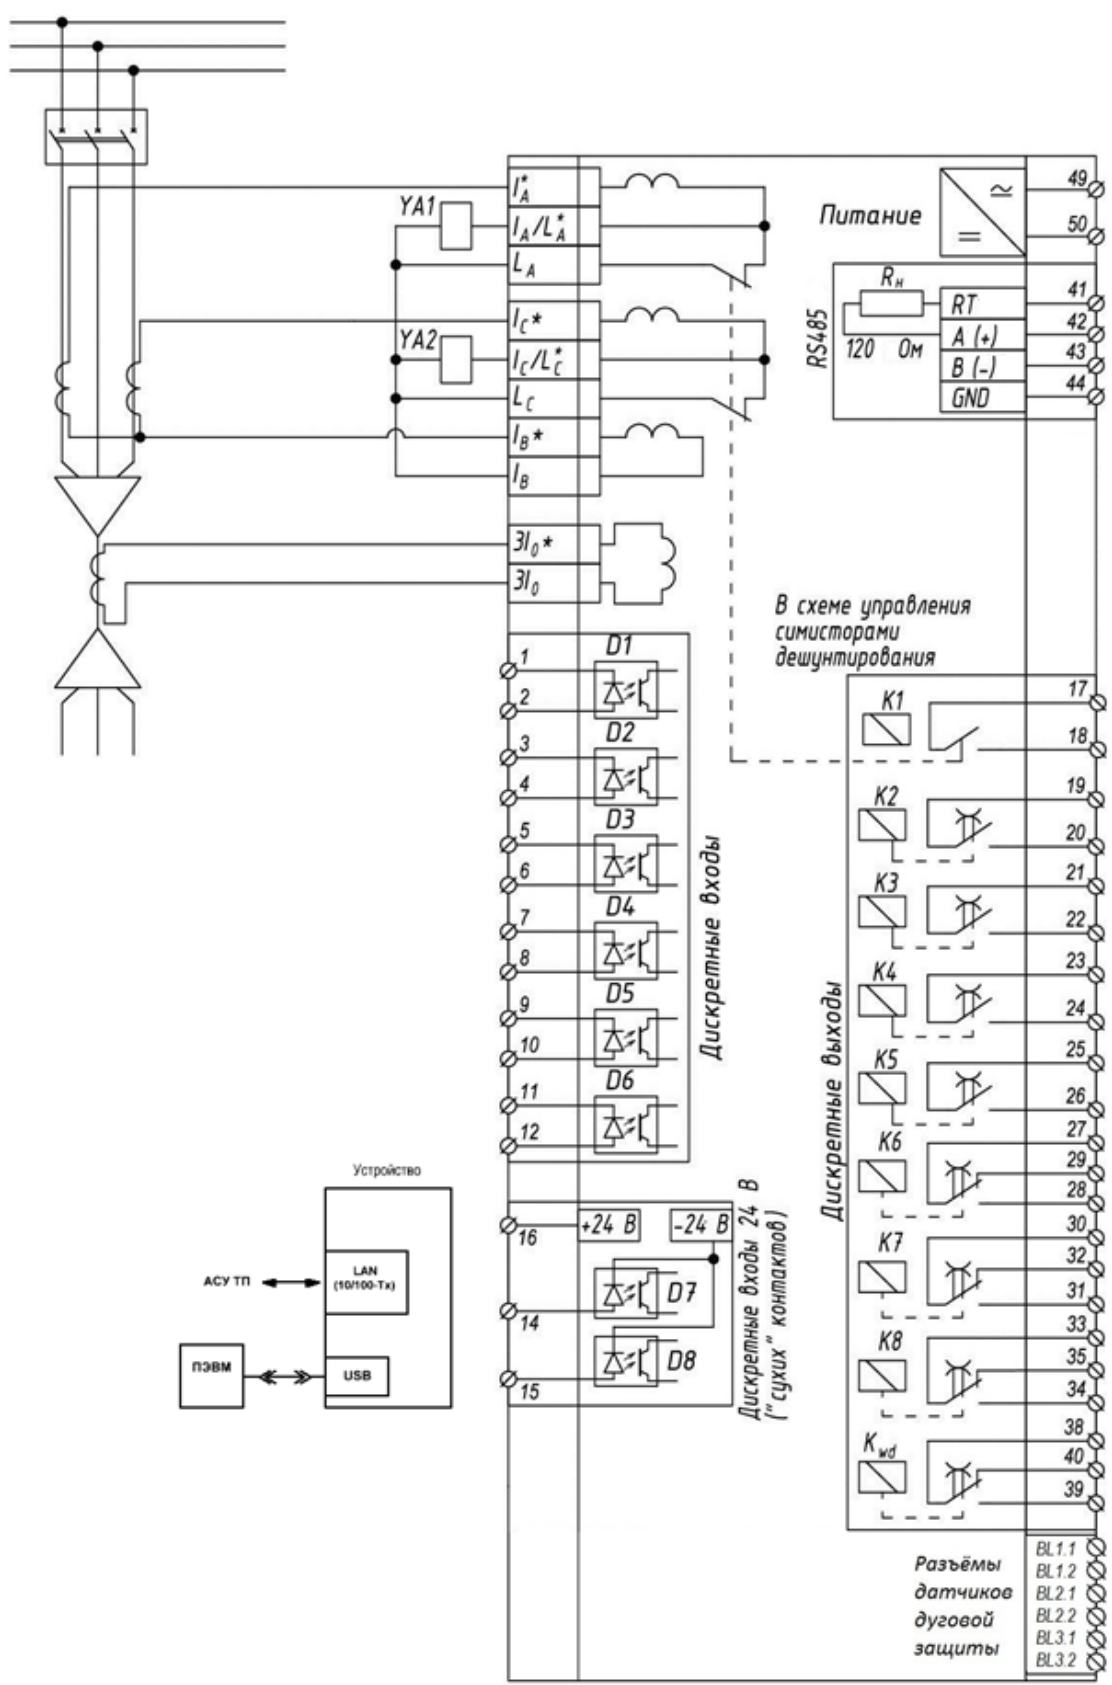 I*A
YA1
IA/L*A
LA
IC*
YA2
IC/L*C
LC
IB*
IB
3I0*
3I0
Питание
≃
=
49
50
RS485
Rн
120 Ом
RT
A (+)
B (-)
GND
41
42
43
44
В схеме управления
симисторами
дешунтирования
D1
1
2
D2
3
4
D3
5
6
D4
7
8
D5
9
10
D6
11
12
Дискретные входы
16
+24 В
-24 В
D7
14
D8
15
Дискретные входы 24 В
("сухих" контактов)
Устройство
АСУ ТП
LAN
(10/100-Тх)
ПЭВМ
USB
Дискретные выходы
K1
17
18
K2
19
20
K3
21
22
K4
23
24
K5
25
26
K6
27
29
28
K7
30
32
31
K8
33
35
34
Kwd
38
40
39
Разъёмы
датчиков
дуговой
защиты
BL1.1
BL1.2
BL2.1
BL2.2
BL3.1
BL3.2